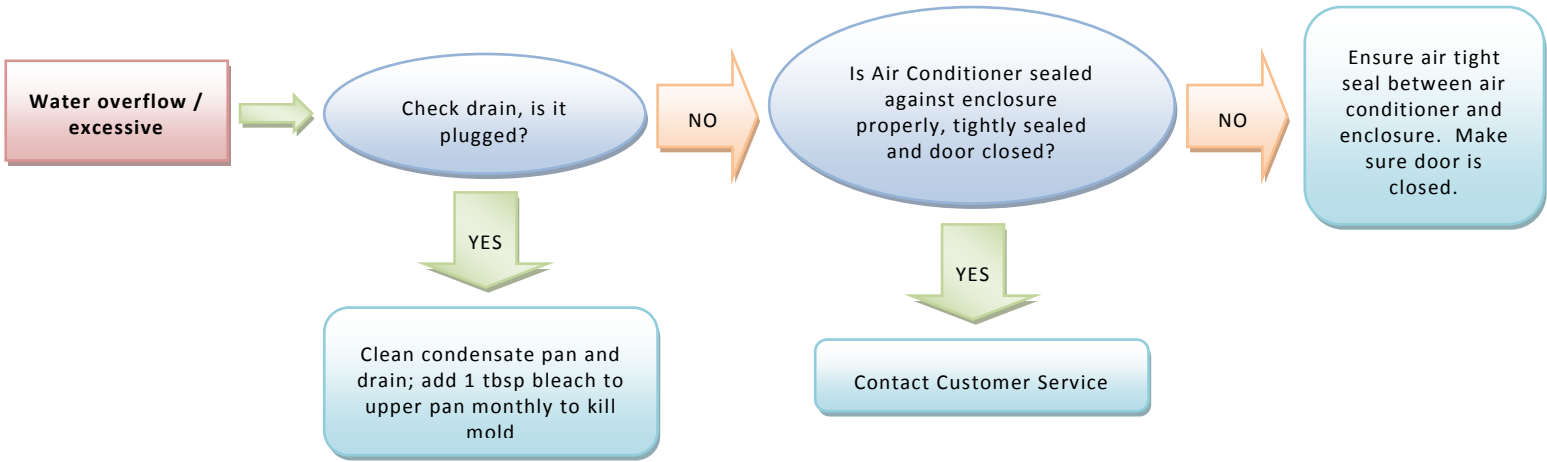 Water overflow /
excessive
Check drain, is it
plugged?
NO
Is Air Conditioner sealed
against enclosure
properly, tightly sealed
and door closed?
NO
Ensure air tight
seal between air
conditioner and
enclosure.  Make
sure door is
closed.
YES
YES
Clean condensate pan and
drain; add 1 tbsp bleach to
upper pan monthly to kill
mold
Contact Customer Service